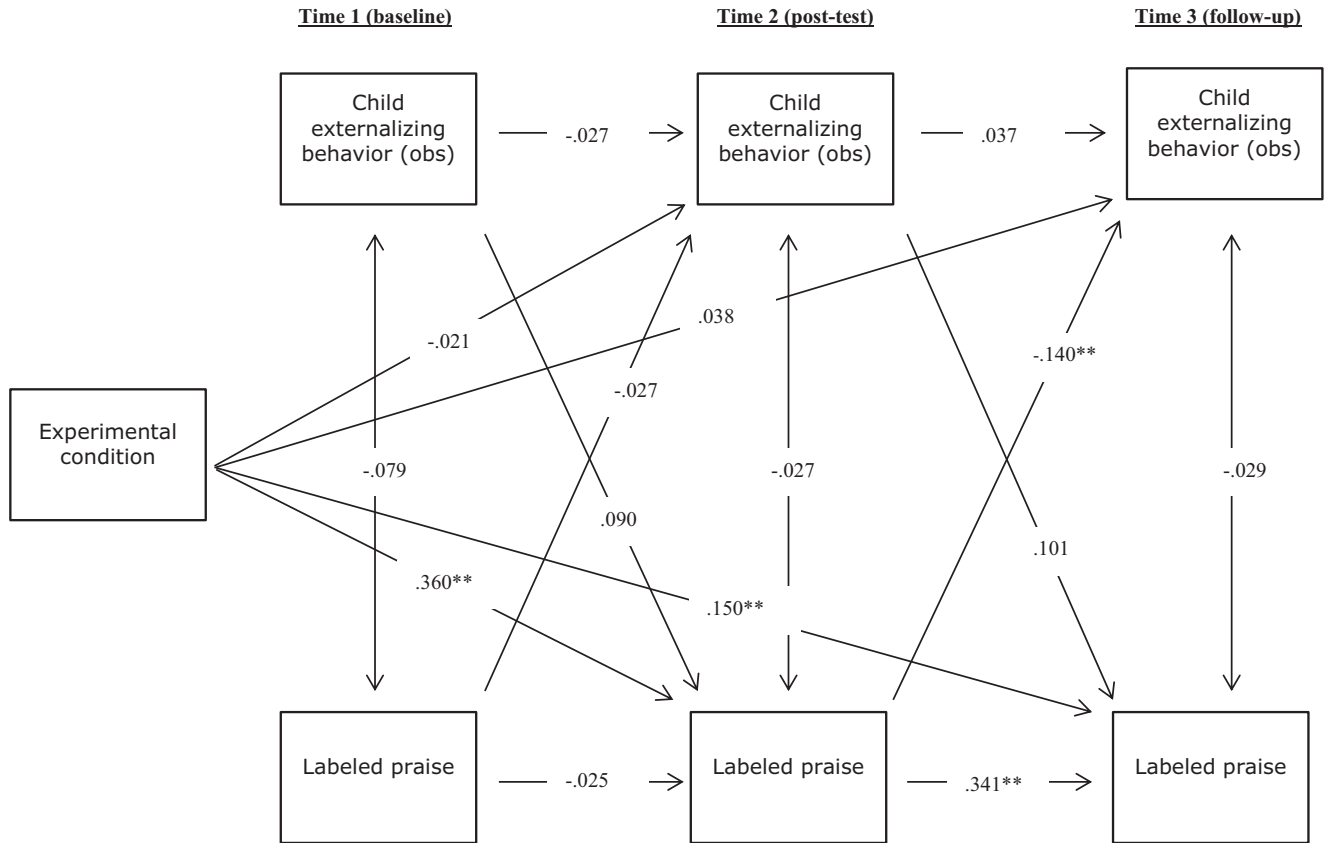 Time 1 (baseline)
Time 2 (post-test)
Time 3 (follow-up)
Child
externalizing
behavior (obs)
-.027
Child
externalizing
behavior (obs)
.037
Child
externalizing
behavior (obs)
-.021
.038
-.140**
-.027
Experimental
condition
-.079
-.027
-.029
.090
.101
.360**
.150**
Labeled praise
-.025
Labeled praise
.341**
Labeled praise